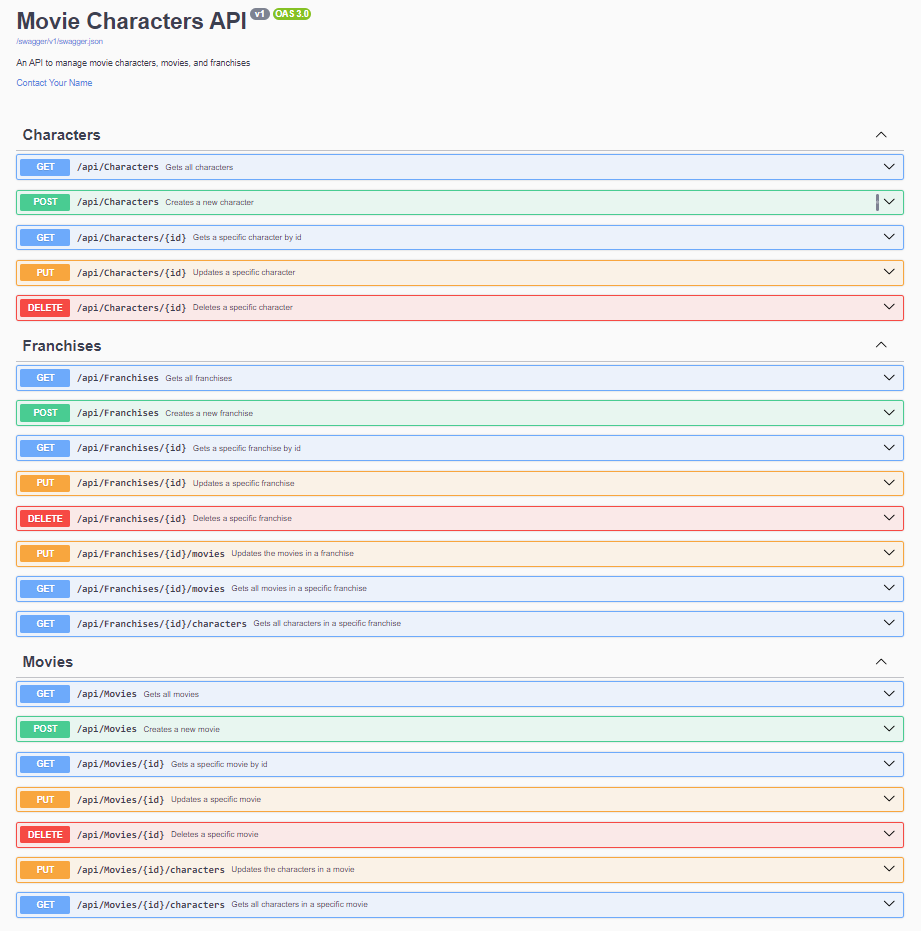 Movie Characters API v1 OAS 3.0
/swagger/v1/swagger.json
An API to manage movie characters, movies, and franchises
Contact Your Name
Characters
GET /api/Characters Gets all characters
POST /api/Characters Creates a new character
GET /api/Characters/{id} Gets a specific character by id
PUT /api/Characters/{id} Updates a specific character
DELETE /api/Characters/{id} Deletes a specific character
Franchises
GET /api/Franchises Gets all franchises
POST /api/Franchises Creates a new franchise
GET /api/Franchises/{id} Gets a specific franchise by id
PUT /api/Franchises/{id} Updates a specific franchise
DELETE /api/Franchises/{id} Deletes a specific franchise
PUT /api/Franchises/{id}/movies Updates the movies in a franchise
GET /api/Franchises/{id}/movies Gets all movies in a specific franchise
GET /api/Franchises/{id}/characters Gets all characters in a specific franchise
Movies
GET /api/Movies Gets all movies
POST /api/Movies Creates a new movie
GET /api/Movies/{id} Gets a specific movie by id
PUT /api/Movies/{id} Updates a specific movie
DELETE /api/Movies/{id} Deletes a specific movie
PUT /api/Movies/{id}/characters Updates the characters in a movie
GET /api/Movies/{id}/characters Gets all characters in a specific movie